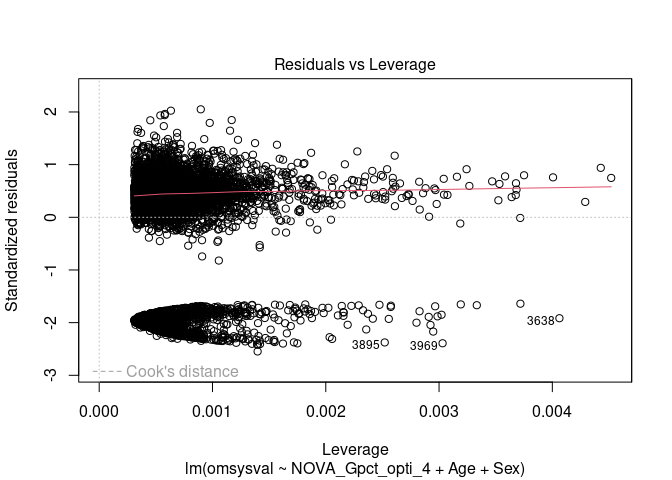 Residuals vs Leverage
Standardized residuals
2
1
0
-1
-2
-3
3638
3895
3969
Cook's distance
0.000 0.001 0.002 0.003 0.004
Leverage
lm(omsysval ~ NOVA_Gpct_opti_4 + Age + Sex)